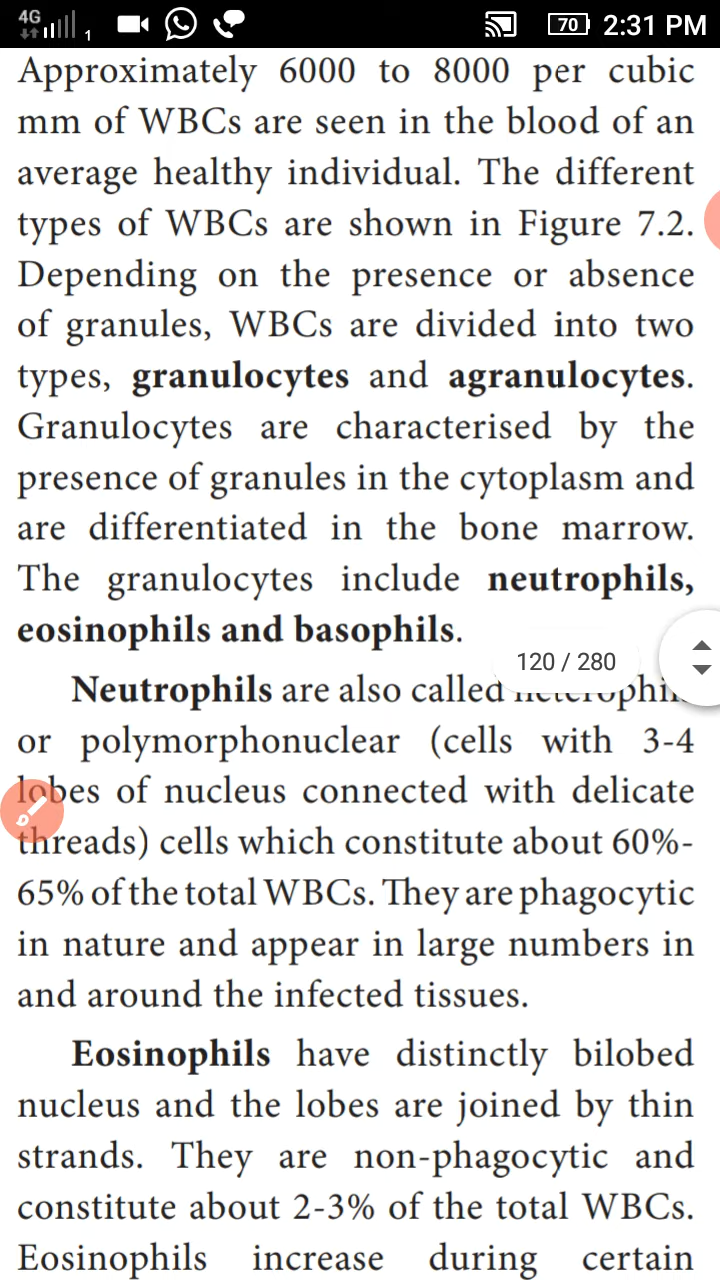 4G 1 70 2:31 PM
Approximately 6000 to 8000 per cubic
mm of WBCs are seen in the blood of an
average healthy individual. The different
types of WBCs are shown in Figure 7.2.
Depending on the presence or absence
of granules, WBCs are divided into two
types, granulocytes and agranulocytes.
Granulocytes are characterised by the
presence of granules in the cytoplasm and
are differentiated in the bone marrow.
The granulocytes include neutrophils,
eosinophils and basophils.
120 / 280
Neutrophils are also called
or polymorphonuclear (cells with 3-4
lobes of nucleus connected with delicate
threads) cells which constitute about 60%-
65% of the total WBCs. They are phagocytic
in nature and appear in large numbers in
and around the infected tissues.
Eosinophils have distinctly bilobed
nucleus and the lobes are joined by thin
strands. They are non-phagocytic and
constitute about 2-3% of the total WBCs.
Eosinophils increase during certain